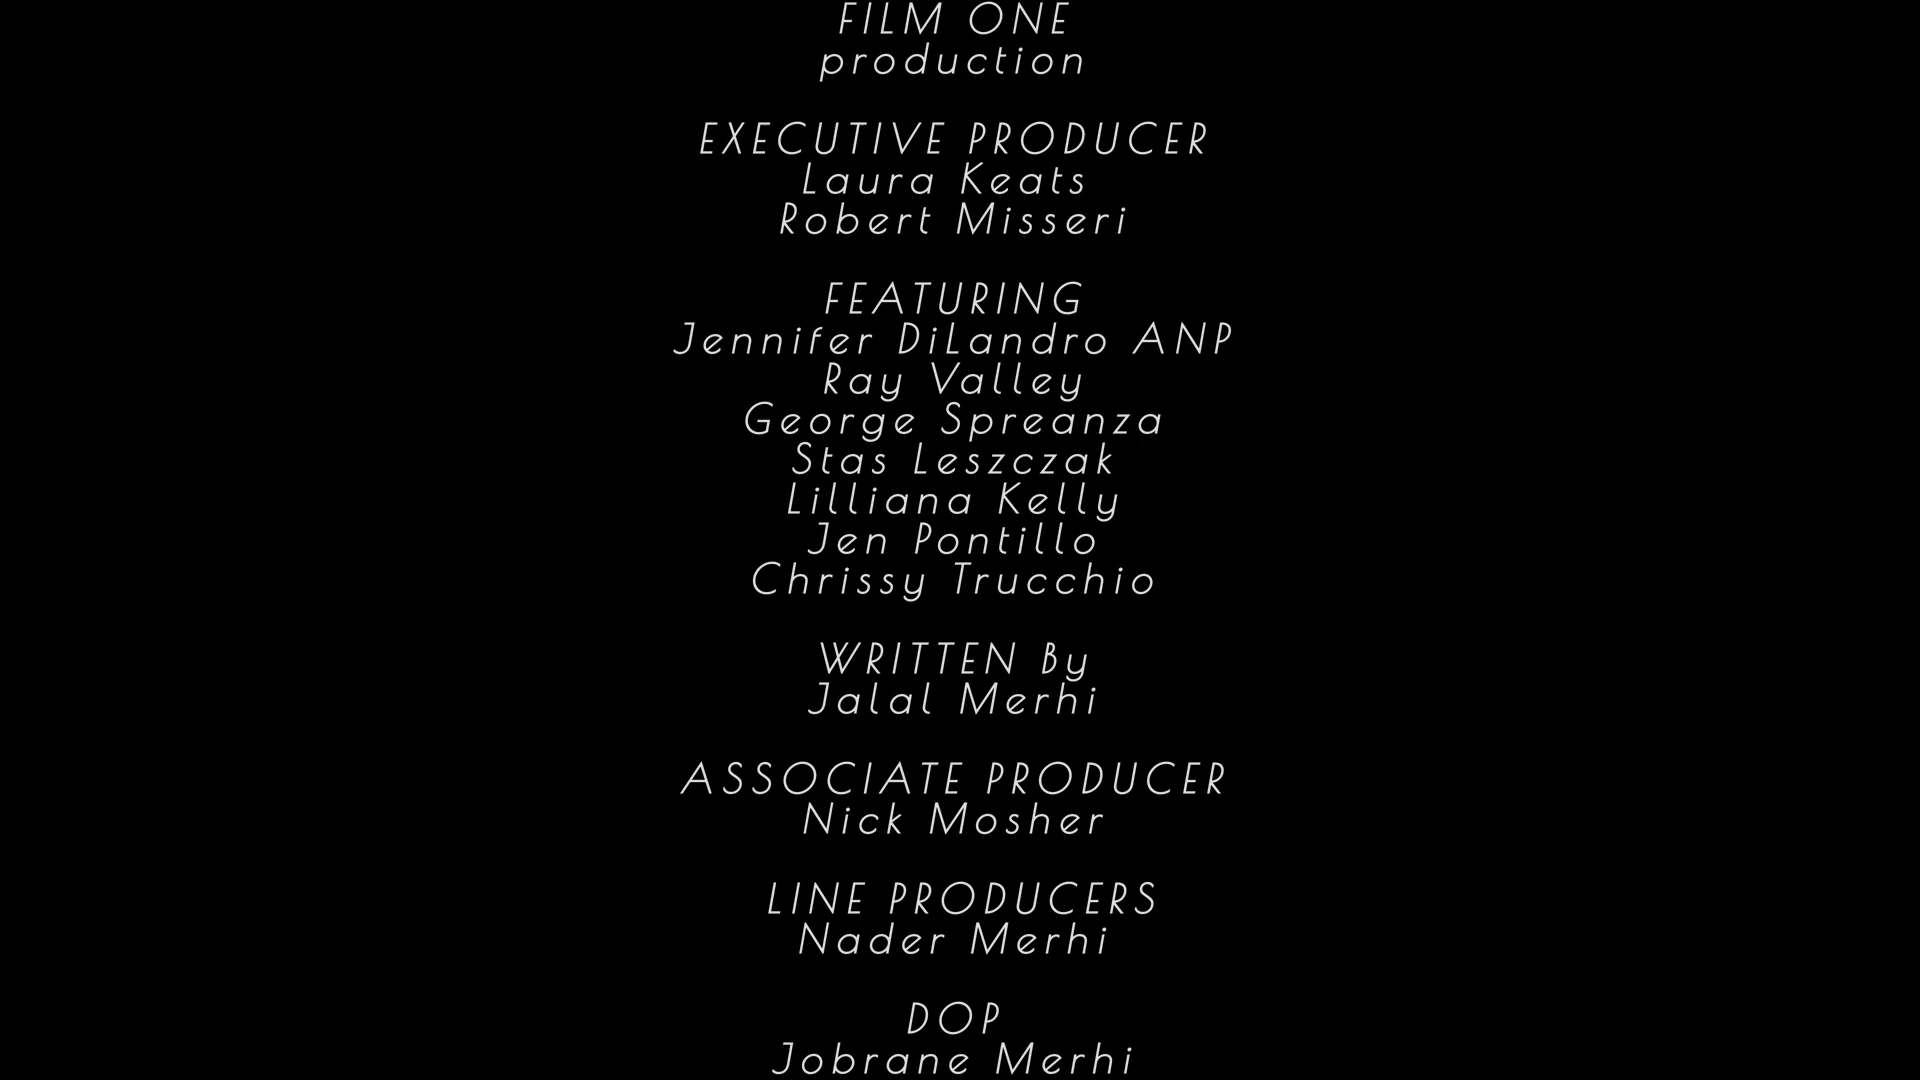 FILM ONE
production
EXECUTIVE PRODUCER
Laura Keats
Robert Misseri
FEATURING
Jennifer DiLandro ANP
Ray Valley
George Spreanza
Stas Leszczak
Lilliana Kelly
Jen Pontillo
Chrissy Trucchio
WRITTEN By
Jalal Merhi
ASSOCIATE PRODUCER
Nick Mosher
LINE PRODUCERS
Nader Merhi
DOP
Jobrane Merhi